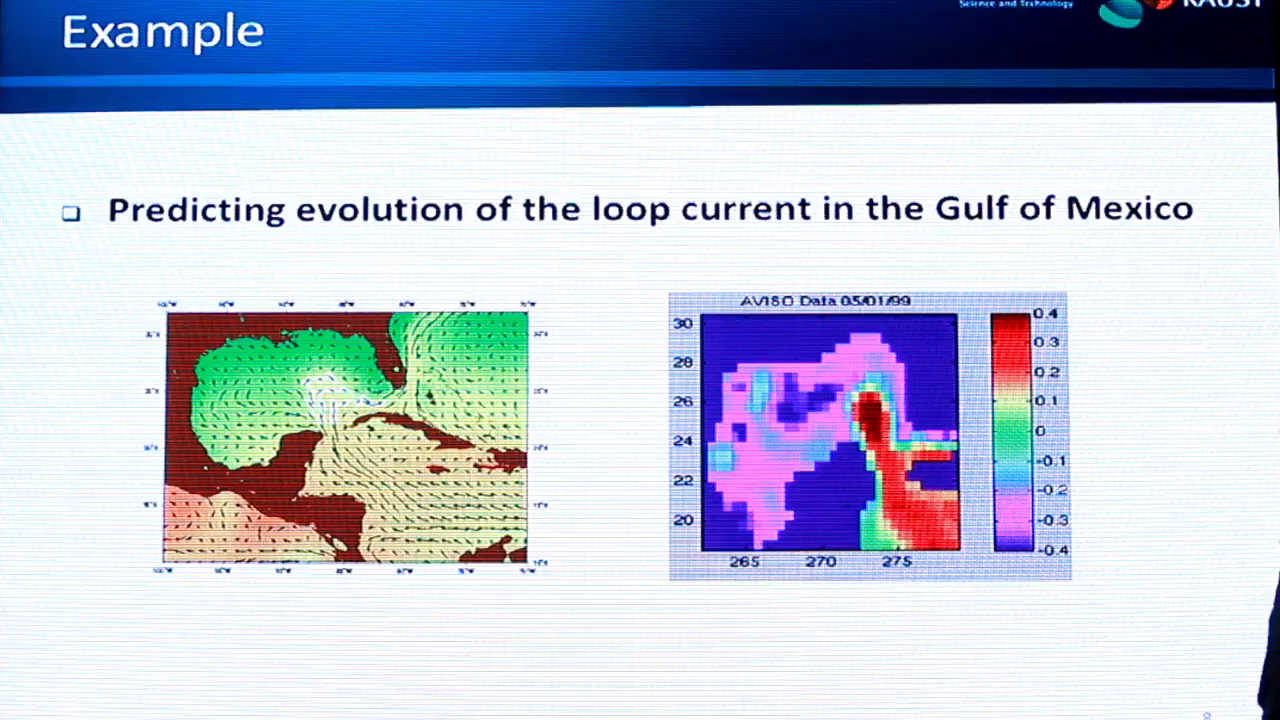 Science and Technology
KAUST
Example
Predicting evolution of the loop current in the Gulf of Mexico
AVISO Data 05/01/99
30
28
26
24
22
20
265 270 275
0.4
0.3
0.2
0.1
0
-0.1
-0.2
-0.3
-0.4